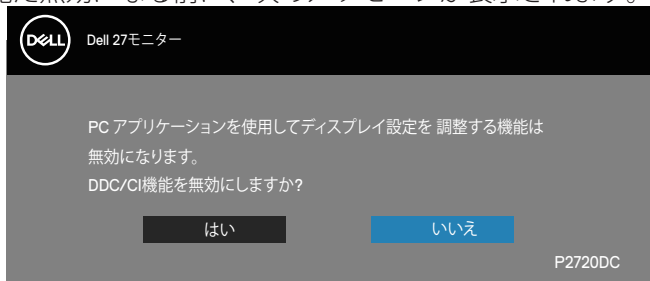 DELL
Dell 27モニター
PC アプリケーションを使用してディスプレイ設定を 調整する機能は
無効になります。
DDC/CI機能を無効にしますか?
はい
いいえ
P2720DC